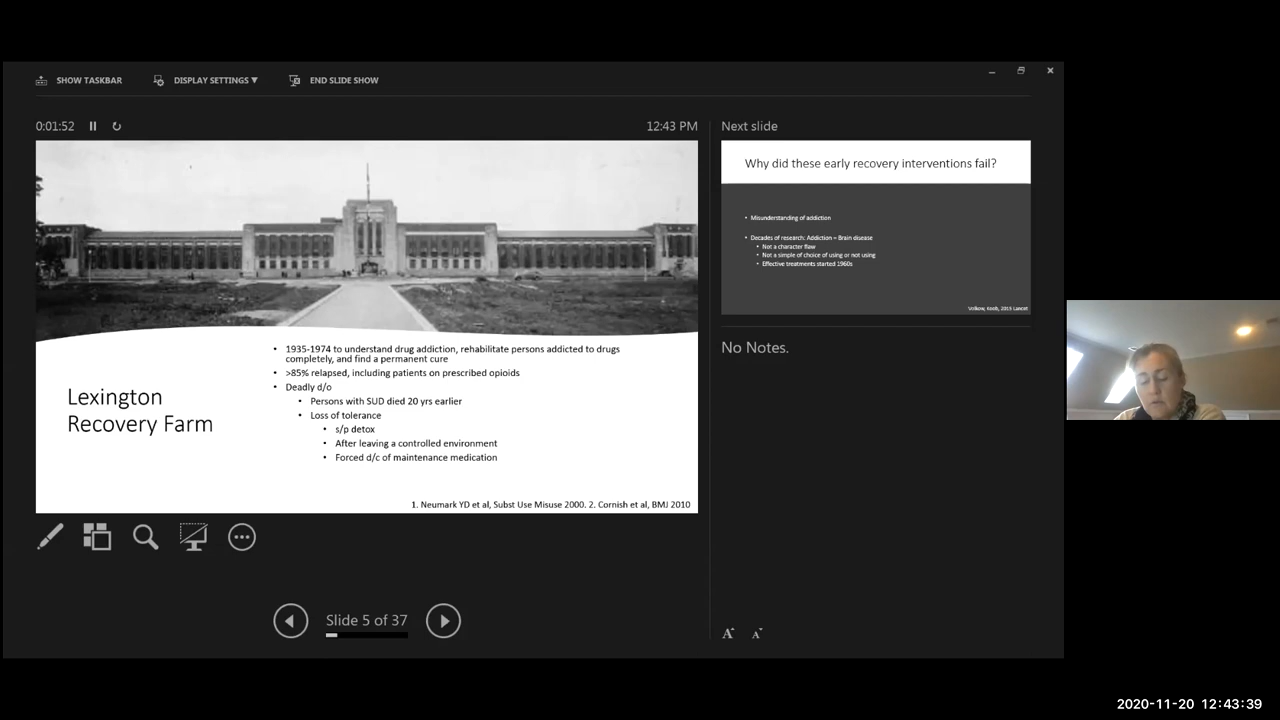 SHOW TASKBAR
DISPLAY SETTINGS ▼
END SLIDE SHOW
0:01:52
12:43 PM
Next slide
Lexington
Recovery Farm
• 1935-1974 to understand drug addiction, rehabilitate persons addicted to drugs
completely, and find a permanent cure
• >85% relapsed, including patients on prescribed opioids
• Deadly d/o
• Persons with SUD died 20 yrs earlier
• Loss of tolerance
• s/p detox
• After leaving a controlled environment
• Forced d/c of maintenance medication
1. Neumark YD et al, Subst Use Misuse 2000. 2. Cornish et al, BMJ 2010
Why did these early recovery interventions fail?
• Misunderstanding of addiction
• Decades of research: Addiction – Brain disease
• Not a character flaw
• Not a simple of choice of using or not using
• Effective treatments started 1960s
Volkow, Koob, 2015 Lancet
No Notes.
Slide 5 of 37
A A
2020-11-20 12:43:39